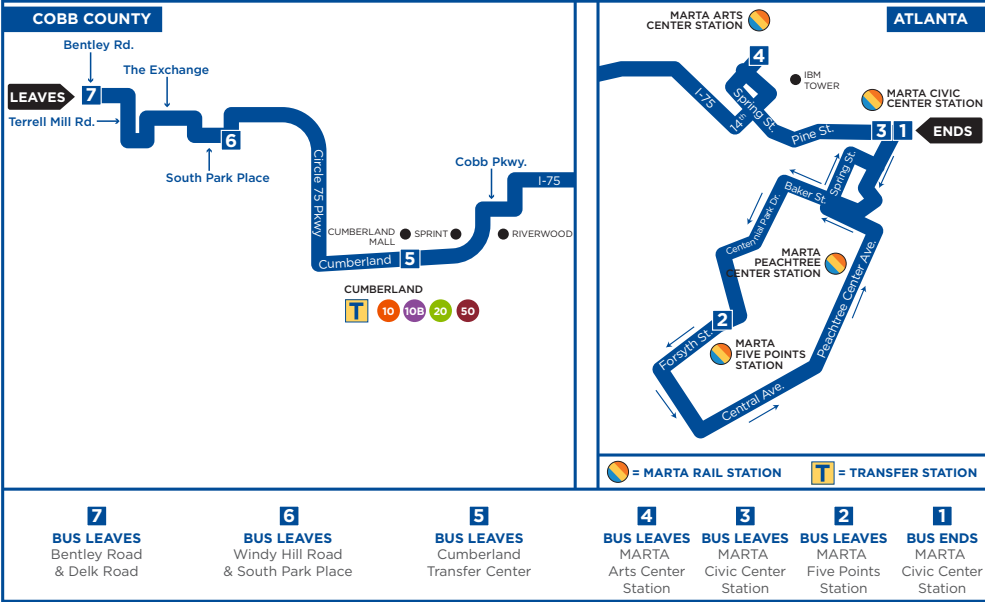 COBB COUNTY
Bentley Rd.
The Exchange
LEAVES
7
Terrell Mill Rd.
6
South Park Place
Circle 75 Pkwy
Cobb Pkwy.
I-75
CUMBERLAND
MALL
SPRINT
RIVERWOOD
Cumberland
5
CUMBERLAND
T
10
10B
20
50
ATLANTA
MARTA ARTS
CENTER STATION
4
IBM
TOWER
I-75
14th
Spring St.
MARTA CIVIC
CENTER STATION
Pine St.
3
1
ENDS
Spring St.
Baker St.
Centennial Park Dr.
MARTA
PEACHTREE
CENTER STATION
Peachtree Center Ave.
2
Forsyth St.
MARTA
FIVE POINTS
STATION
Central Ave.
= MARTA RAIL STATION
T
= TRANSFER STATION
7
BUS LEAVES
Bentley Road
& Delk Road
6
BUS LEAVES
Windy Hill Road
& South Park Place
5
BUS LEAVES
Cumberland
Transfer Center
4
BUS LEAVES
MARTA
Arts Center
Station
3
BUS LEAVES
MARTA
Civic Center
Station
2
BUS LEAVES
MARTA
Five Points
Station
1
BUS ENDS
MARTA
Civic Center
Station